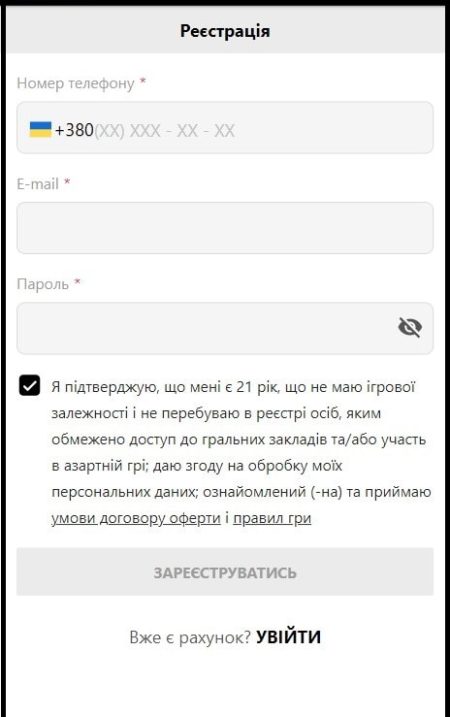 Реєстрація
Номер телефону *
+380(XX) XXX - XX - XX
E-mail *
Пароль *
Я підтверджую, що мені є 21 рік, що не маю ігрової
залежності і не перебуваю в реєстрі осіб, яким
обмежено доступ до гральних закладів та/або участь
в азартній грі; даю згоду на обробку моїх
персональних даних; ознайомлений (-на) та приймаю
умови договору оферти і правил гри
ЗАРЕЄСТРУВАТИСЬ
Вже є рахунок? УВІЙТИ